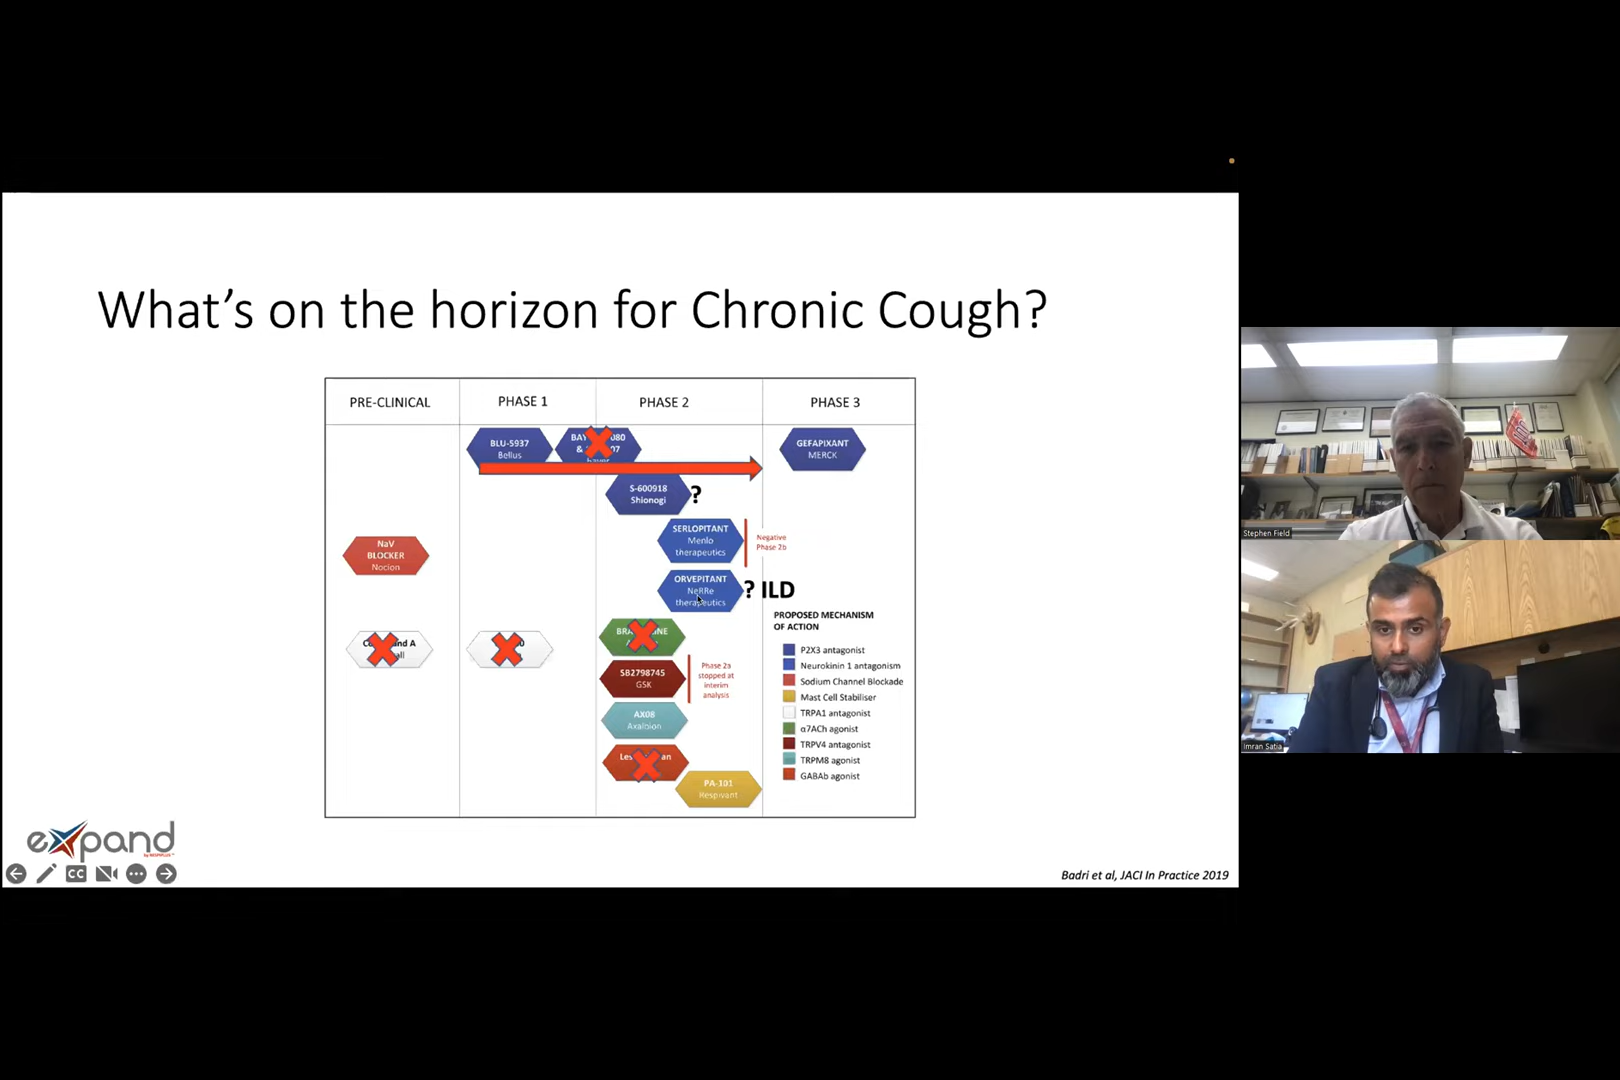 What's on the horizon for Chronic Cough?
PRE-CLINICAL
PHASE 1
PHASE 2
PHASE 3
BLU-5937
Bellus
GEFAPIXANT
MERCK
S-600918
Shionogi
?
SERLOPITANT
Menlo
therapeutics
Negative
Phase 2b
NaV
BLOCKER
Nocion
ORVEPITANT
NeRRe
therapeutics
? ILD
SB2798745
GSK
Phase 2a
stopped at
interim
analysis
AX08
Axalbion
PA-101
Respivant
PROPOSED MECHANISM
OF ACTION
P2X3 antagonist
Neurokinin 1 antagonism
Sodium Channel Blockade
Mast Cell Stabiliser
TRPA1 antagonist
α7ACh agonist
TRPV4 antagonist
TRPM8 agonist
GABAb agonist
expand
CC
Badri et al, JACI In Practice 2019
Stephen Field
Imran Satia